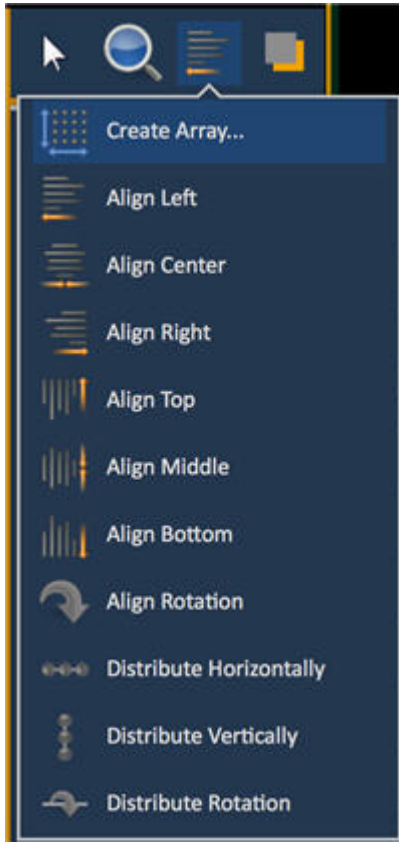 Create Array...
Align Left
Align Center
Align Right
Align Top
Align Middle
Align Bottom
Align Rotation
Distribute Horizontally
Distribute Vertically
Distribute Rotation